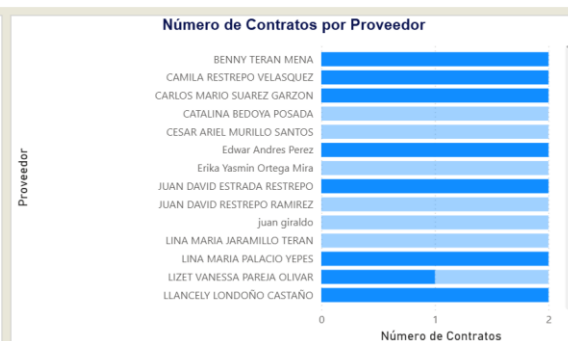 Número de Contratos por Proveedor
BENNY TERAN MENA
CAMILA RESTREPO VELASQUEZ
CARLOS MARIO SUAREZ GARZON
CATALINA BEDOYA POSADA
CESAR ARIEL MURILLO SANTOS
Edwar Andres Perez
Erika Yasmin Ortega Mira
JUAN DAVID ESTRADA RESTREPO
JUAN DAVID RESTREPO RAMIREZ
juan giraldo
LINA MARIA JARAMILLO TERAN
LINA MARIA PALACIO YEPES
LIZET VANESSA PAREJA OLIVAR
LLANCELY LONDOÑO CASTAÑO
Proveedor
0 1 2
Número de Contratos